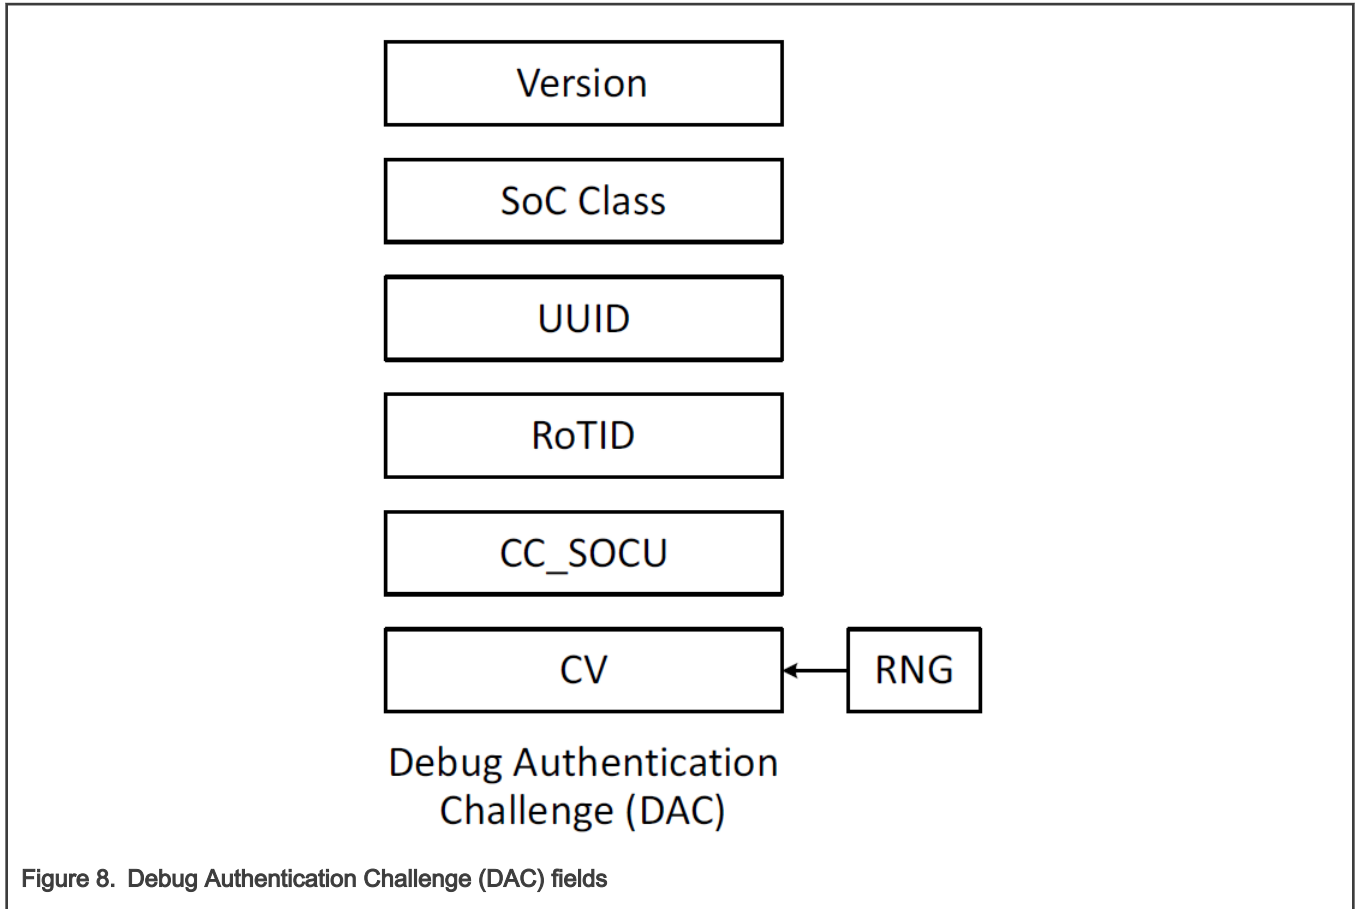 Version
SoC Class
UUID
RoTID
CC_SOCU
CV
RNG
Debug Authentication
Challenge (DAC)
Figure 8. Debug Authentication Challenge (DAC) fields